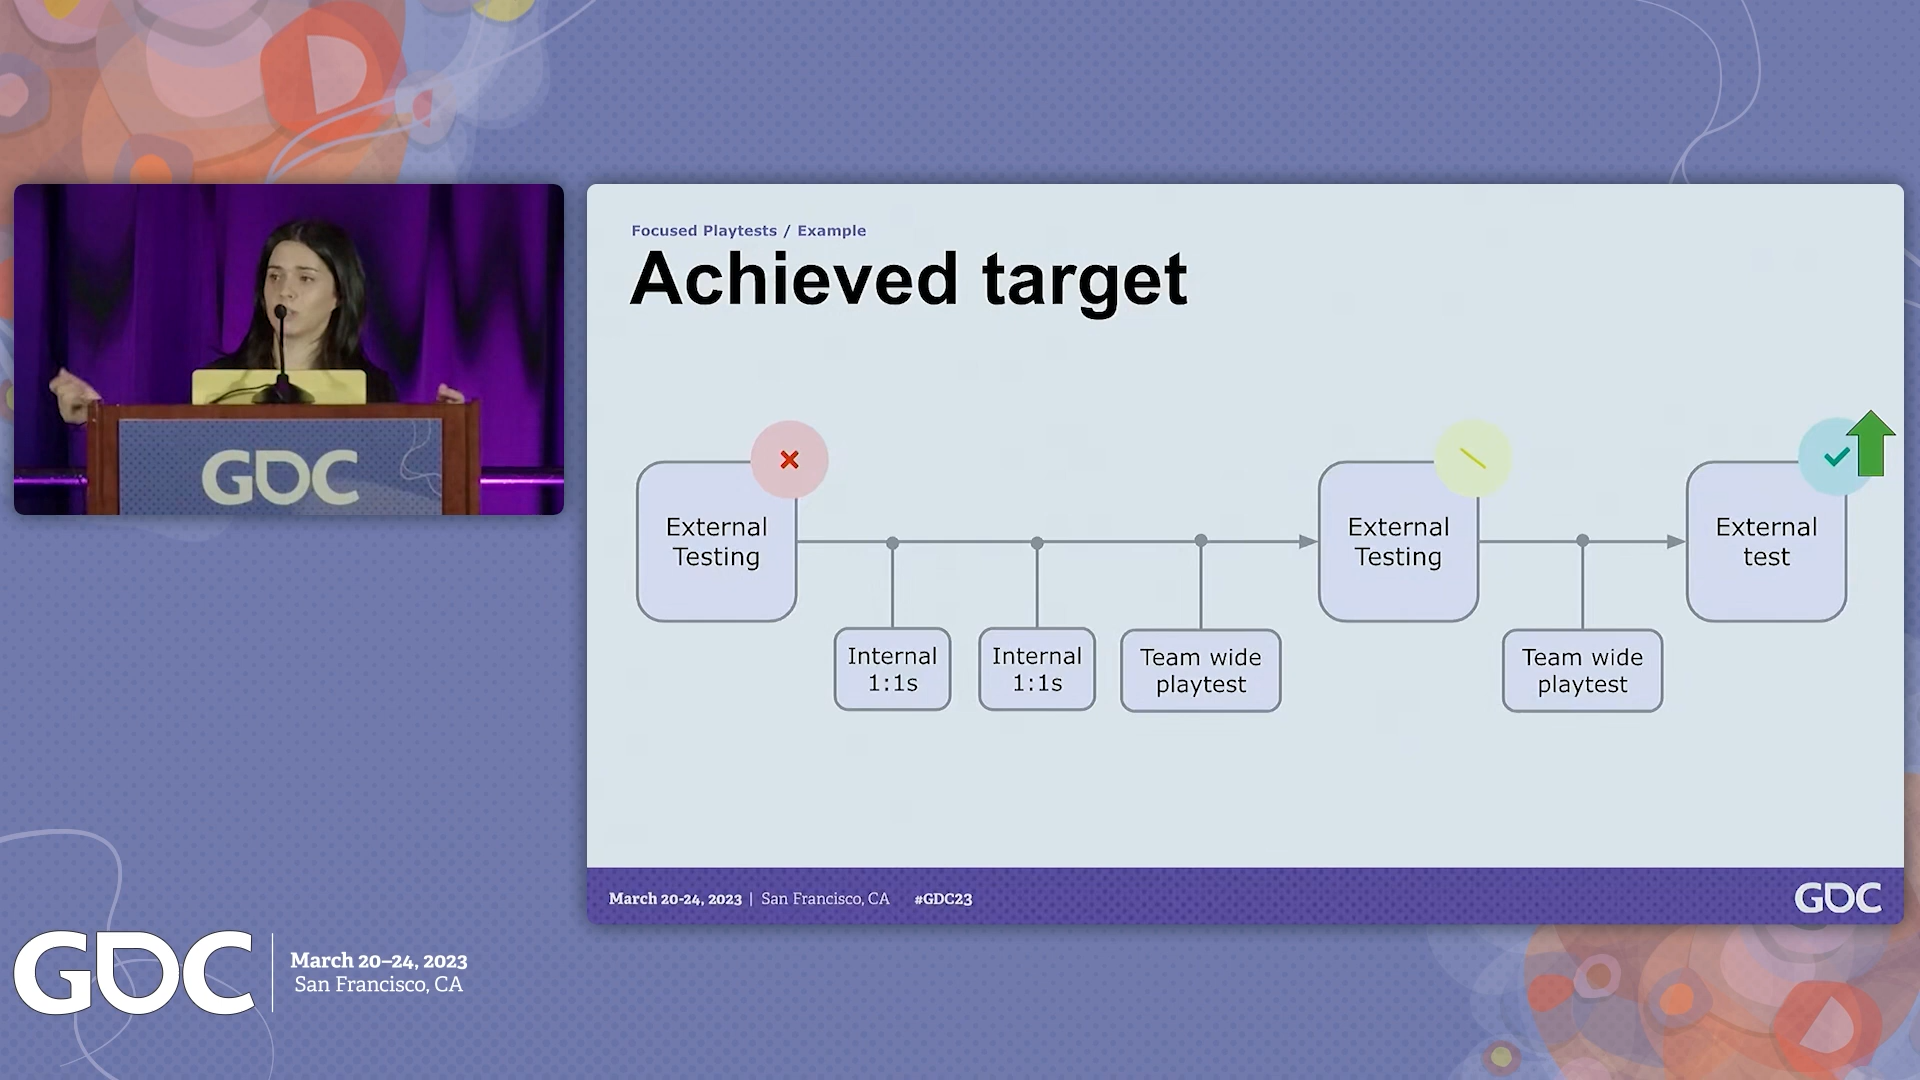 GDC
Focused Playtests / Example
Achieved target
External
Testing
Internal
1:1s
Internal
1:1s
Team wide
playtest
External
Testing
Team wide
playtest
External
test
March 20-24, 2023 | San Francisco, CA #GDC23
GDC
GDC
March 20–24, 2023
San Francisco, CA